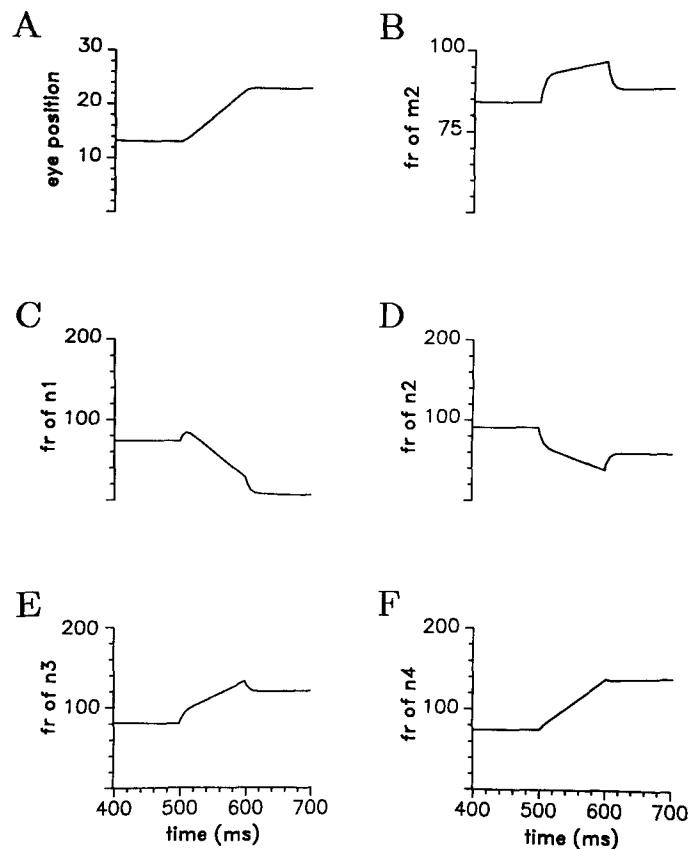 A
30
20
10
eye position
B
100
75
fr of m2
C
200
100
fr of n1
D
200
100
fr of n2
E
200
100
fr of n3
400 500 600 700
time (ms)
F
200
100
fr of n4
400 500 600 700
time (ms)